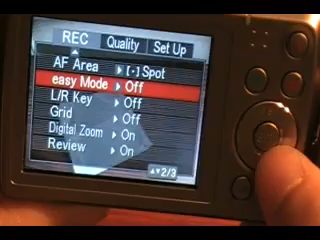 REC Quality Set Up
AF Area ▸ [·] Spot
easy Mode ▸ Off
L/R Key ▸ Off
Grid ▸ Off
Digital Zoom ▸ On
Review ▸ On
▲▼ 2/3